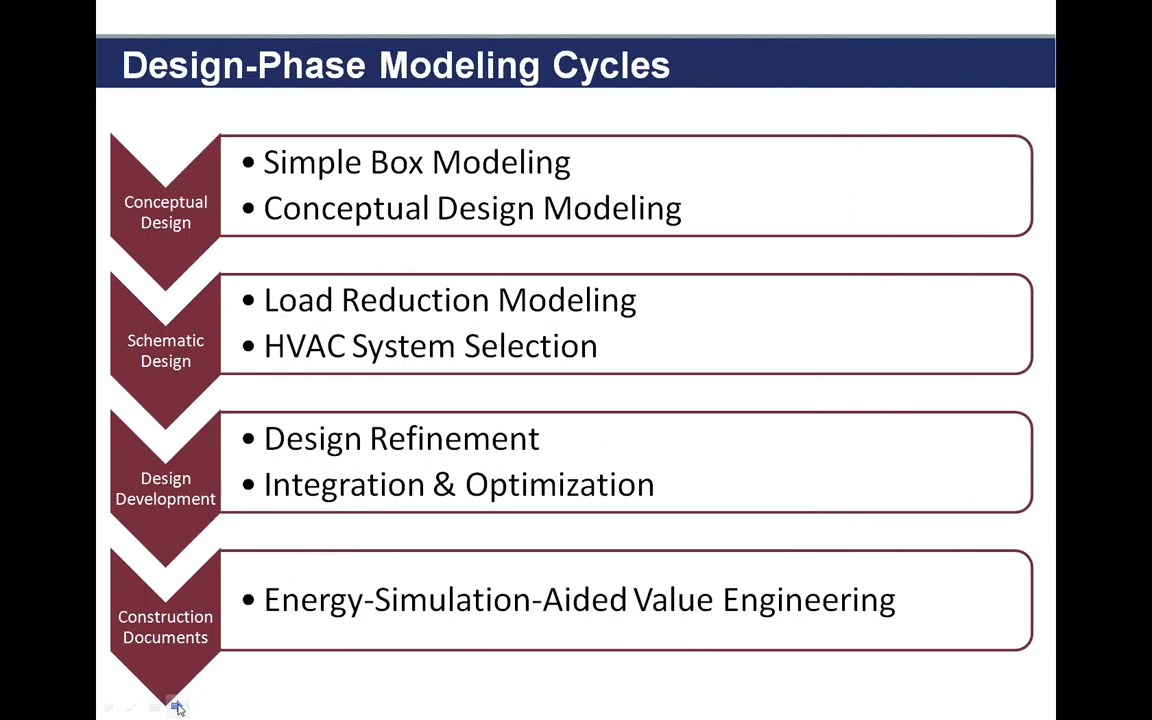 Design-Phase Modeling Cycles
Conceptual
Design
• Simple Box Modeling
• Conceptual Design Modeling
Schematic
Design
• Load Reduction Modeling
• HVAC System Selection
Design
Development
• Design Refinement
• Integration & Optimization
Construction
Documents
• Energy-Simulation-Aided Value Engineering